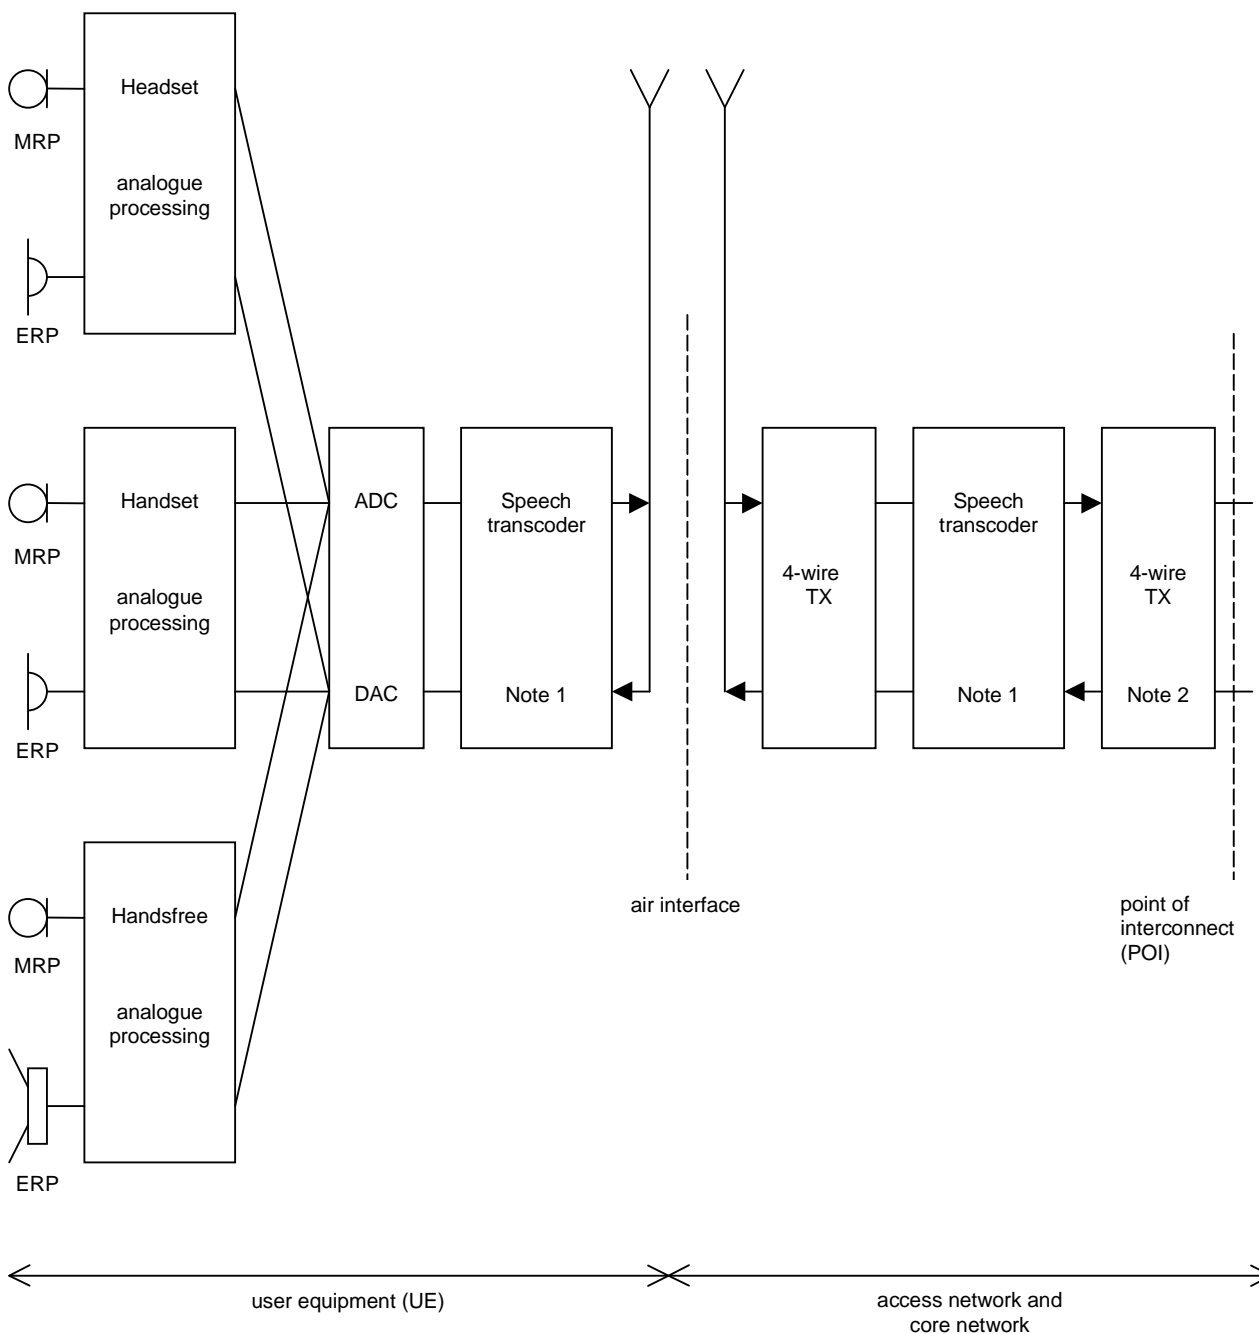 Headset
MRP
analogue
processing
ERP
Handset
MRP
analogue
processing
ERP
ADC
DAC
Speech
transcoder
Note 1
4-wire
TX
Speech
transcoder
Note 1
4-wire
TX
Note 2
Handsfree
MRP
analogue
processing
ERP
air interface
point of
interconnect
(POI)
user equipment (UE)
access network and
core network